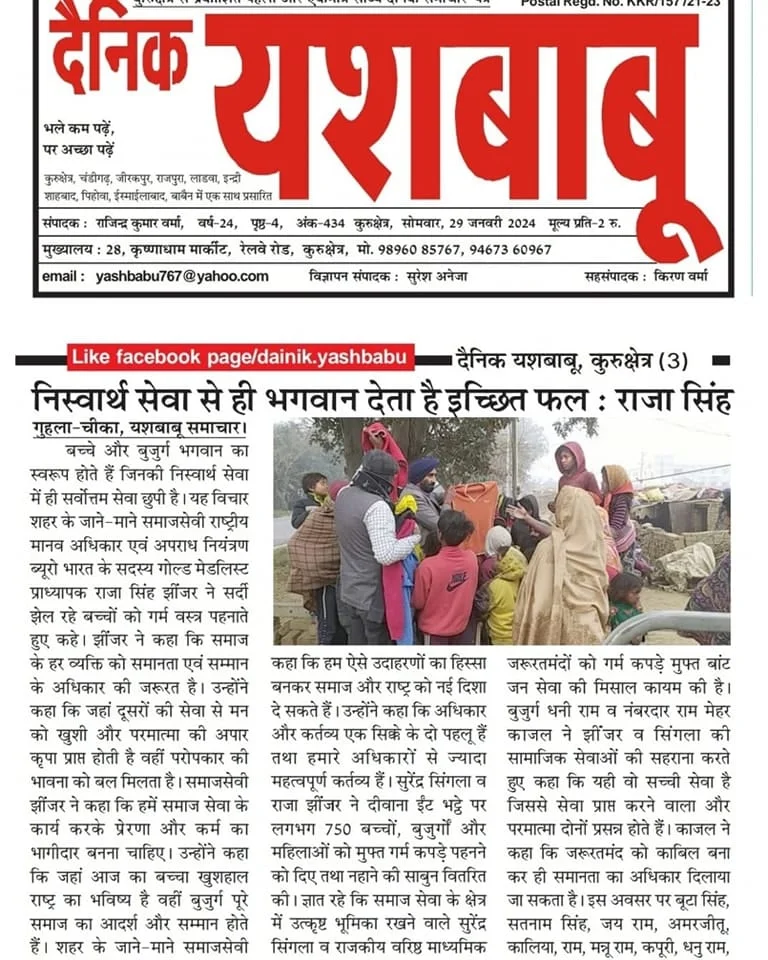 Postal Regd. No. KKR/157/21-23
दैनिक यशबाबू
भले कम पढ़ें,
पर अच्छा पढ़ें
कुरुक्षेत्र, चंडीगढ़, जीरकपुर, राजपुरा, लाडवा, इन्द्री
शाहबाद, पिहोवा, ईस्माईलाबाद, बाबैन में एक साथ प्रसारित
संपादक : राजिन्द्र कुमार वर्मा, वर्ष-24, पृष्ठ-4, अंक-434 कुरुक्षेत्र, सोमवार, 29 जनवरी 2024 मूल्य प्रति-2 रु.
मुख्यालय : 28, कृष्णाधाम मार्कीट, रेलवे रोड, कुरुक्षेत्र, मो. 98960 85767, 94673 60967
email : yashbabu767@yahoo.com विज्ञापन संपादक : सुरेश अनेजा सहसंपादक : किरण वर्मा
Like facebook page/dainik.yashbabu दैनिक यशबाबू, कुरुक्षेत्र (3)
निस्वार्थ सेवा से ही भगवान देता है इच्छित फल : राजा सिंह
गुहला-चीका, यशबाबू समाचार।
बच्चे और बुजुर्ग भगवान का
स्वरूप होते हैं जिनकी निस्वार्थ सेवा
में ही सर्वोत्तम सेवा छुपी है। यह विचार
शहर के जाने-माने समाजसेवी राष्ट्रीय
मानव अधिकार एवं अपराध नियंत्रण
ब्यूरो भारत के सदस्य गोल्ड मेडलिस्ट
प्राध्यापक राजा सिंह झींजर ने सर्दी
झेल रहे बच्चों को गर्म वस्त्र पहनाते
हुए कहे। झींजर ने कहा कि समाज
के हर व्यक्ति को समानता एवं सम्मान
के अधिकार की जरूरत है। उन्होंने
कहा कि जहां दूसरों की सेवा से मन
को खुशी और परमात्मा की अपार
कृपा प्राप्त होती है वहीं परोपकार की
भावना को बल मिलता है। समाजसेवी
झींजर ने कहा कि हमें समाज सेवा के
कार्य करके प्रेरणा और कर्म का
भागीदार बनना चाहिए। उन्होंने कहा
कि जहां आज का बच्चा खुशहाल
राष्ट्र का भविष्य है वहीं बुजुर्ग पूरे
समाज का आदर्श और सम्मान होते
हैं। शहर के जाने-माने समाजसेवी
NIKE
कहा कि हम ऐसे उदाहरणों का हिस्सा
बनकर समाज और राष्ट्र को नई दिशा
दे सकते हैं। उन्होंने कहा कि अधिकार
और कर्तव्य एक सिक्के के दो पहलू हैं
तथा हमारे अधिकारों से ज्यादा
महत्वपूर्ण कर्तव्य हैं। सुरेंद्र सिंगला व
राजा झींजर ने दीवाना ईंट भट्ठे पर
लगभग 750 बच्चों, बुजुर्गों और
महिलाओं को मुफ्त गर्म कपड़े पहनने
को दिए तथा नहाने की साबुन वितरित
की। ज्ञात रहे कि समाज सेवा के क्षेत्र
में उत्कृष्ट भूमिका रखने वाले सुरेंद्र
सिंगला व राजकीय वरिष्ठ माध्यमिक
जरूरतमंदों को गर्म कपड़े मुफ्त बांट
जन सेवा की मिसाल कायम की है।
बुजुर्ग धनी राम व नंबरदार राम मेहर
काजल ने झींजर व सिंगला की
सामाजिक सेवाओं की सहराना करते
हुए कहा कि यही वो सच्ची सेवा है
जिससे सेवा प्राप्त करने वाला और
परमात्मा दोनों प्रसन्न होते हैं। काजल ने
कहा कि जरूरतमंद को काबिल बना
कर ही समानता का अधिकार दिलाया
जा सकता है। इस अवसर पर बूटा सिंह,
सतनाम सिंह, जय राम, अमरजीतू,
कालिया, राम, मन्नू राम, कपूरी, धनु राम,